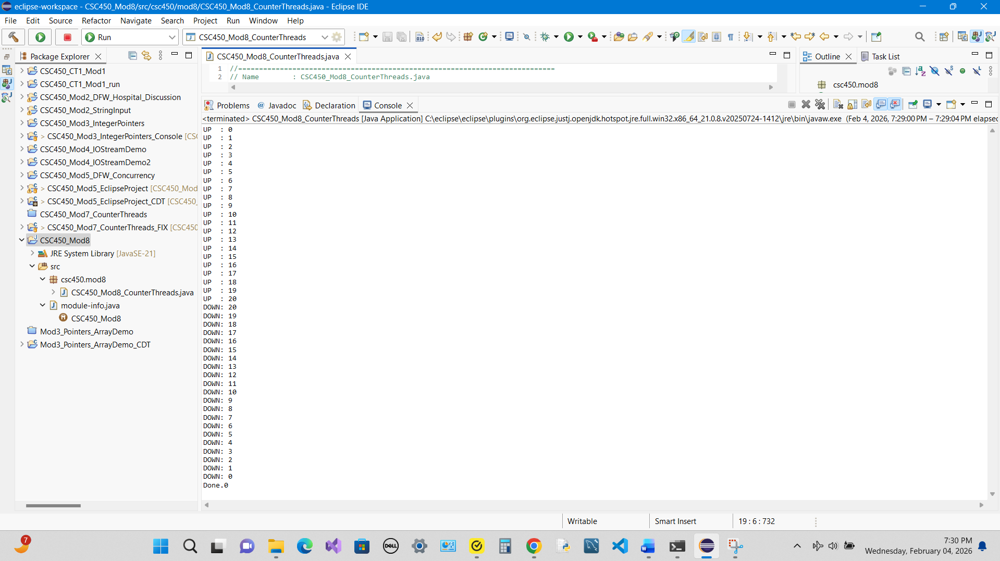 eclipse-workspace - CSC450_Mod8/src/csc450/mod8/CSC450_Mod8_CounterThreads.java - Eclipse IDE
File Edit Source Refactor Navigate Search Project Run Window Help
Run CSC450_Mod8_CounterThreads
Package Explorer
CSC450_CT1_Mod1
CSC450_CT1_Mod1_run
CSC450_Mod2_DFW_Hospital_Discussion
CSC450_Mod2_StringInput
CSC450_Mod3_IntegerPointers
> CSC450_Mod3_IntegerPointers_Console [CSC
CSC450_Mod4_IOStreamDemo
CSC450_Mod4_IOStreamDemo2
CSC450_Mod5_DFW_Concurrency
> CSC450_Mod5_EclipseProject [CSC450_Mod
> CSC450_Mod5_EclipseProject_CDT [CSC450_
CSC450_Mod7_CounterThreads
> CSC450_Mod7_CounterThreads_FIX [CSC450
CSC450_Mod8
JRE System Library [JavaSE-21]
src
csc450.mod8
CSC450_Mod8_CounterThreads.java
module-info.java
CSC450_Mod8
Mod3_Pointers_ArrayDemo
Mod3_Pointers_ArrayDemo_CDT
CSC450_Mod8_CounterThreads.java
1 //============================================================================
2 // Name        : CSC450_Mod8_CounterThreads.java
Problems @ Javadoc Declaration Console
<terminated> CSC450_Mod8_CounterThreads [Java Application] C:\eclipse\eclipse\plugins\org.eclipse.justj.openjdk.hotspot.jre.full.win32.x86_64_21.0.8.v20250724-1412\jre\bin\javaw.exe (Feb 4, 2026, 7:29:00 PM – 7:29:04 PM elapsed
UP  : 0
UP  : 1
UP  : 2
UP  : 3
UP  : 4
UP  : 5
UP  : 6
UP  : 7
UP  : 8
UP  : 9
UP  : 10
UP  : 11
UP  : 12
UP  : 13
UP  : 14
UP  : 15
UP  : 16
UP  : 17
UP  : 18
UP  : 19
UP  : 20
DOWN: 20
DOWN: 19
DOWN: 18
DOWN: 17
DOWN: 16
DOWN: 15
DOWN: 14
DOWN: 13
DOWN: 12
DOWN: 11
DOWN: 10
DOWN: 9
DOWN: 8
DOWN: 7
DOWN: 6
DOWN: 5
DOWN: 4
DOWN: 3
DOWN: 2
DOWN: 1
DOWN: 0
Done.0
Outline Task List
csc450.mod8
Writable Smart Insert 19 : 6 : 732
7
DELL
7:30 PM
Wednesday, February 04, 2026